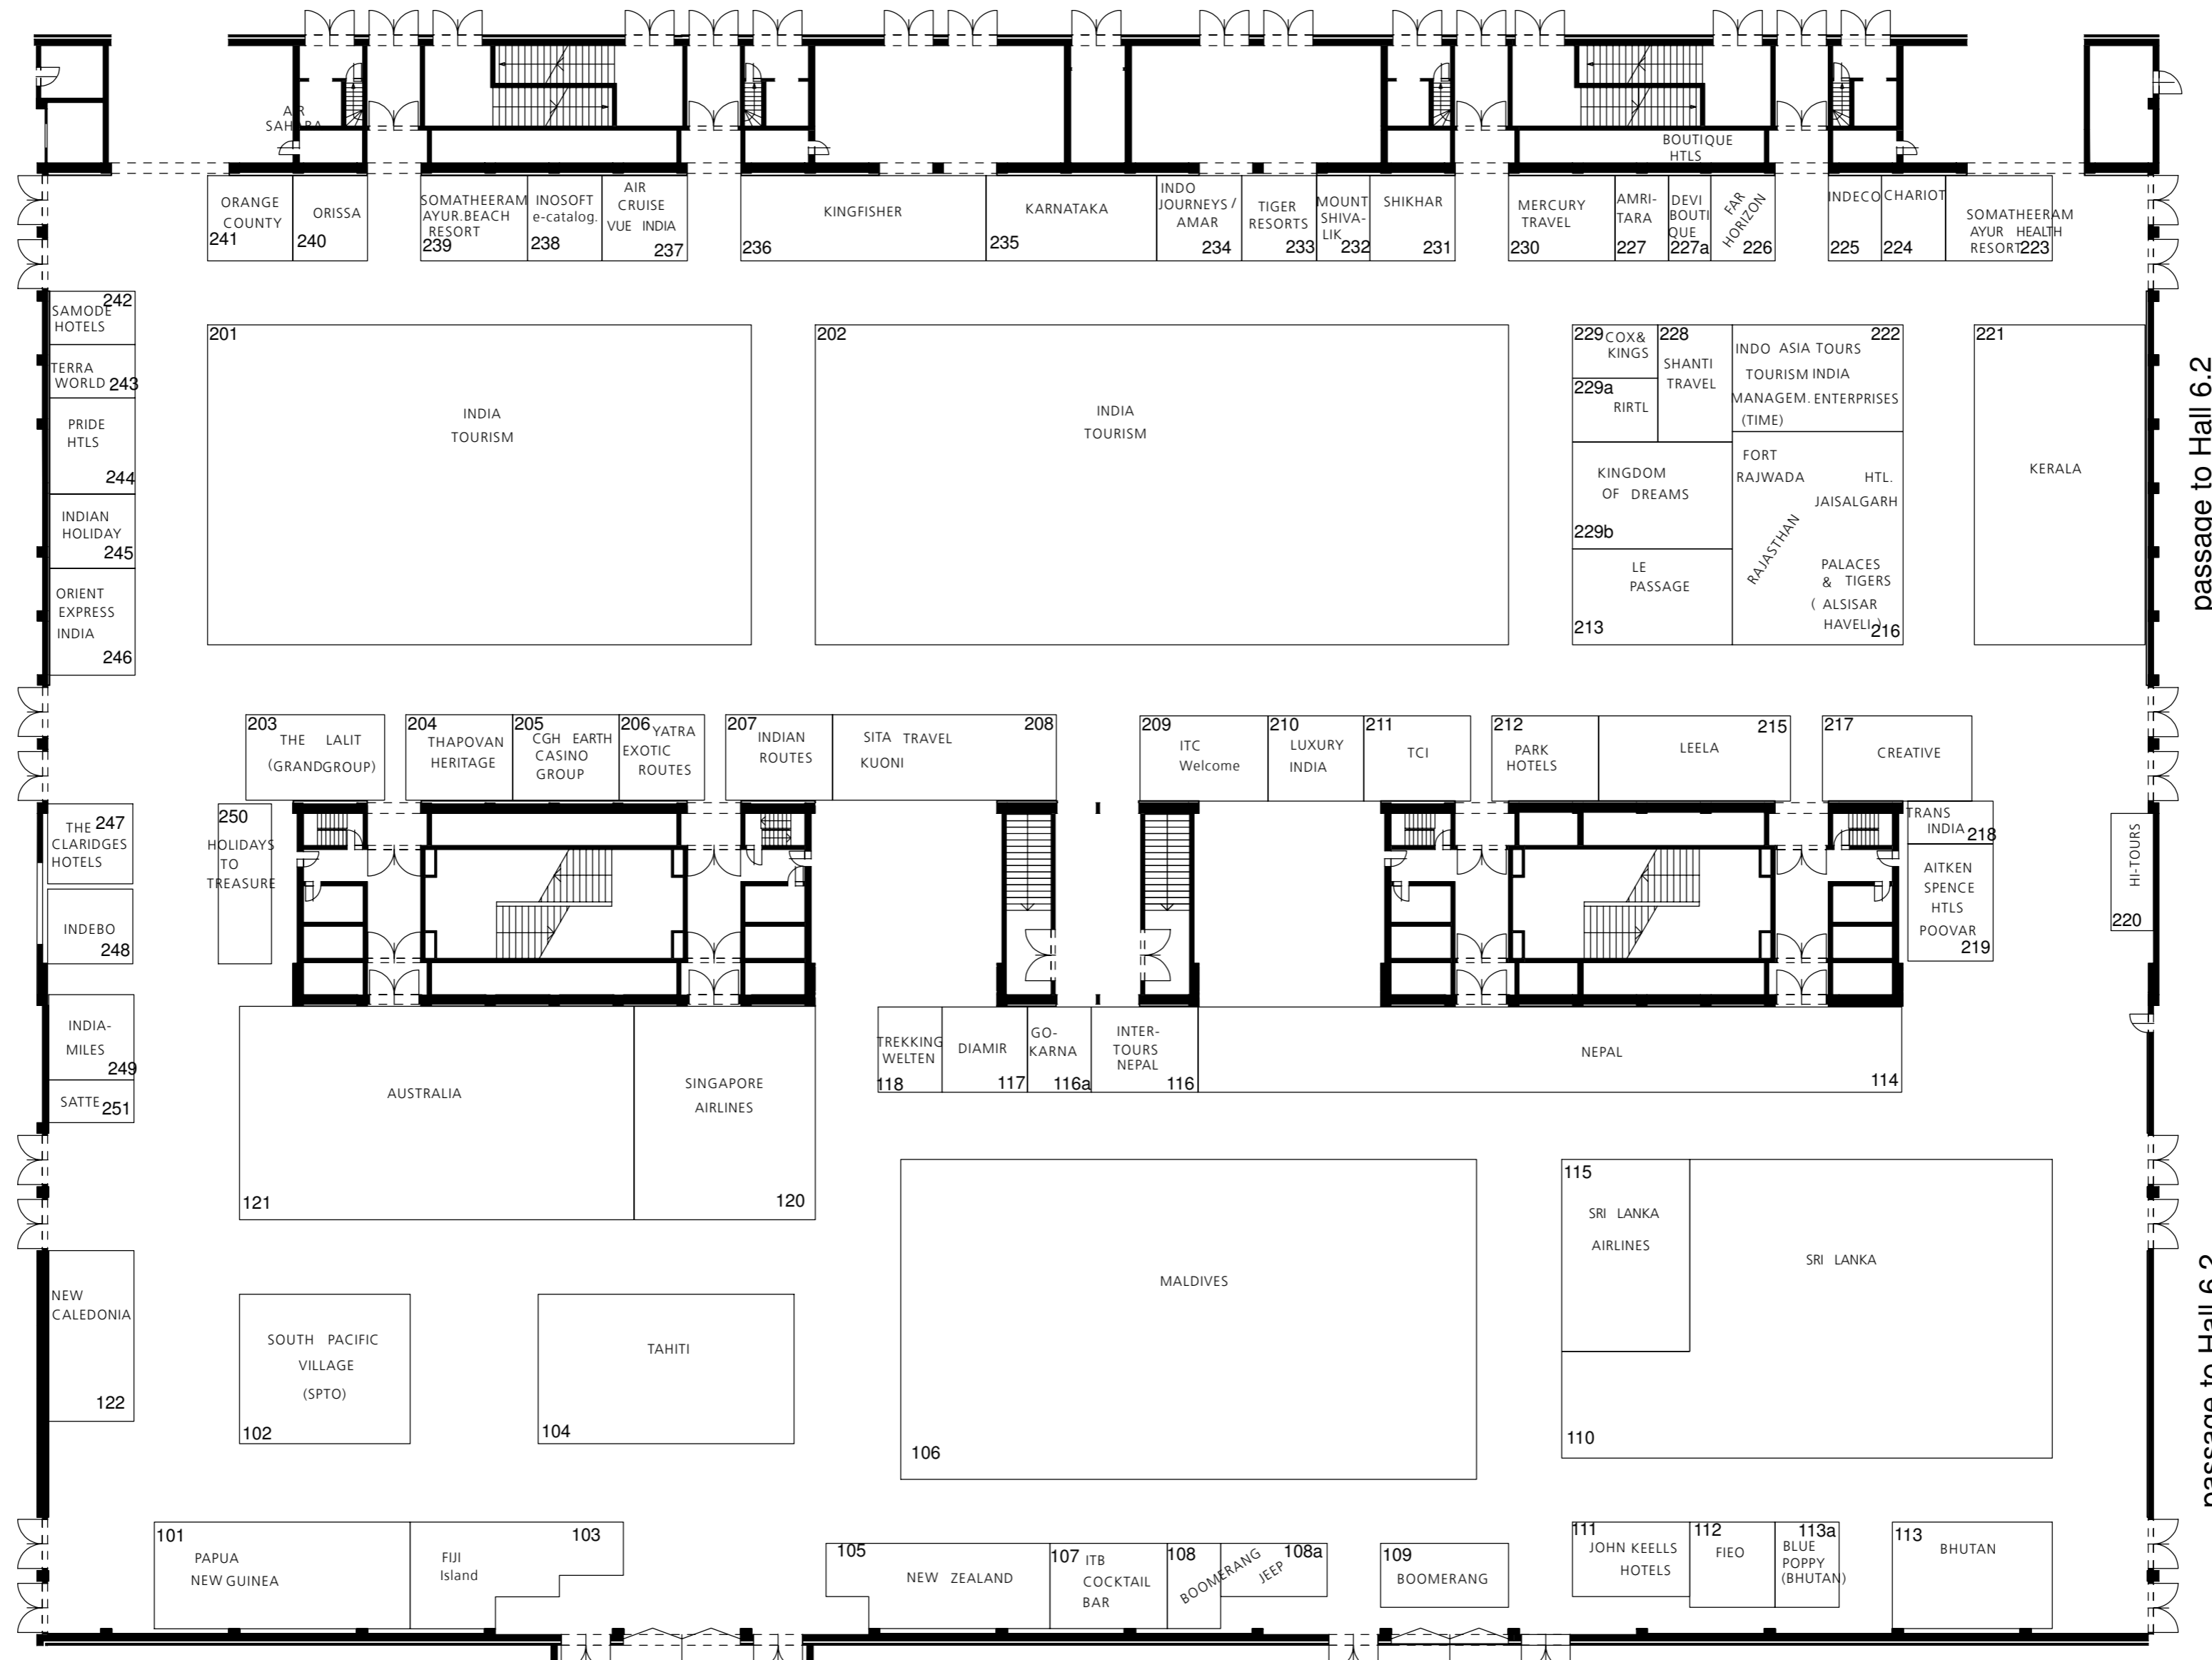 AIR
SAHARA
BOUTIQUE
HTLS
ORANGE
COUNTY
241
ORISSA
240
SOMATHEERAM
AYUR.BEACH
RESORT
239
INOSOFT
e-catalog.
238
AIR
CRUISE
VUE INDIA
237
KINGFISHER
236
KARNATAKA
235
INDO
JOURNEYS /
AMAR
234
TIGER
RESORTS
233
MOUNT
SHIVA-
LIK
232
SHIKHAR
231
MERCURY
TRAVEL
230
AMRI-
TARA
227
DEVI
BOUTI
QUE
227a
FAR
HORIZON
226
INDECO
225
CHARIOT
224
SOMATHEERAM
AYUR HEALTH
RESORT 223
242
SAMODE
HOTELS
TERRA
WORLD 243
PRIDE
HTLS
244
INDIAN
HOLIDAY
245
ORIENT
EXPRESS
INDIA
246
201
INDIA
TOURISM
202
INDIA
TOURISM
229 COX&
KINGS
229a
RIRTL
228
SHANTI
TRAVEL
222
INDO ASIA TOURS
TOURISM INDIA
MANAGEM. ENTERPRISES
(TIME)
KINGDOM
OF DREAMS
229b
LE
PASSAGE
213
FORT
RAJWADA
HTL.
JAISALGARH
RAJASTHAN
PALACES
& TIGERS
( ALSISAR
HAVELI )
216
221
KERALA
passage to Hall 6.2
203
THE LALIT
(GRANDGROUP)
204
THAPOVAN
HERITAGE
205
CGH EARTH
CASINO
GROUP
206 YATRA
EXOTIC
ROUTES
207
INDIAN
ROUTES
208
SITA TRAVEL
KUONI
209
ITC
Welcome
210
LUXURY
INDIA
211
TCI
212
PARK
HOTELS
215
LEELA
217
CREATIVE
THE 247
CLARIDGES
HOTELS
INDEBO
248
250
HOLIDAYS
TO
TREASURE
TRANS
INDIA 218
AITKEN
SPENCE
HTLS
POOVAR
219
HI-TOURS
220
INDIA-
MILES
249
SATTE 251
AUSTRALIA
121
SINGAPORE
AIRLINES
120
TREKKING
WELTEN
118
DIAMIR
117
GO-
KARNA
116a
INTER-
TOURS
NEPAL
116
NEPAL
114
NEW
CALEDONIA
122
SOUTH PACIFIC
VILLAGE
(SPTO)
102
TAHITI
104
MALDIVES
106
115
SRI LANKA
AIRLINES
SRI LANKA
110
passage to Hall 6.2
101
PAPUA
NEW GUINEA
103
FIJI
Island
105
NEW ZEALAND
107 ITB
COCKTAIL
BAR
108
BOOMERANG
108a
JEEP
109
BOOMERANG
111
JOHN KEELLS
HOTELS
112
FIEO
113a
BLUE
POPPY
(BHUTAN)
113
BHUTAN